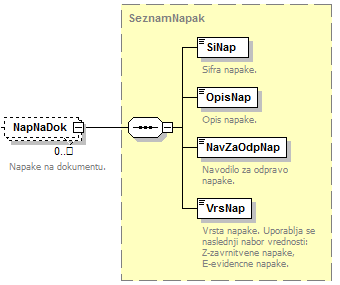 SeznamNapak
SiNap
Sifra napake.
OpisNap
Opis napake.
NapNaDok
0..
Napake na dokumentu.
NavZaOdpNap
Navodilo za odpravo
napake.
VrsNap
Vrsta napake. Uporablja se
naslednji nabor vrednosti:
Z-zavrnitvene napake,
E-evidencne napake.